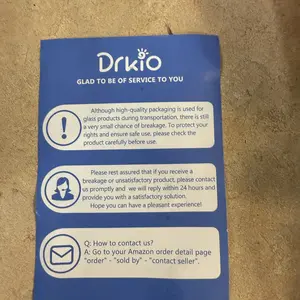 DrkiO
GLAD TO BE OF SERVICE TO YOU
Although high-quality packaging is used for
glass products during transportation, there is still
a very small chance of breakage. To protect your
rights and ensure safe use, please check the
product carefully before use.
Please rest assured that if you receive a
breakage or unsatisfactory product, please contact
us promptly and we will reply within 24 hours and
provide you with a satisfactory solution.
Hope you can have a pleasant experience!
Q: How to contact us?
A: Go to your Amazon order detail page
"order" - "sold by" - "contact seller".